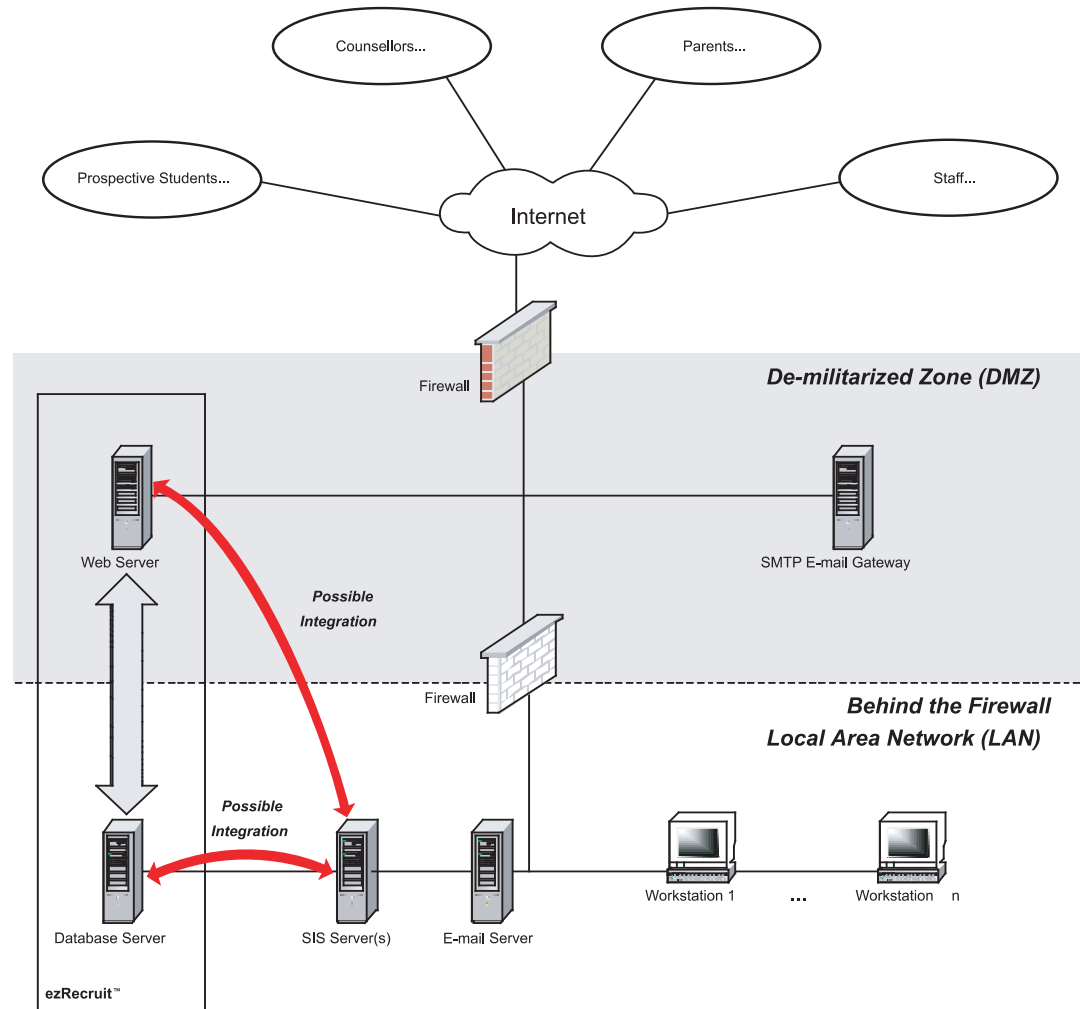 Counsellors...
Parents...
Prospective Students...
Staff...
Internet
Firewall
De-militarized Zone (DMZ)
Web Server
SMTP E-mail Gateway
Possible
Integration
Firewall
Behind the Firewall
Local Area Network (LAN)
Possible
Integration
Database Server
SIS Server(s)
E-mail Server
Workstation 1
...
Workstation n
ezRecruit™